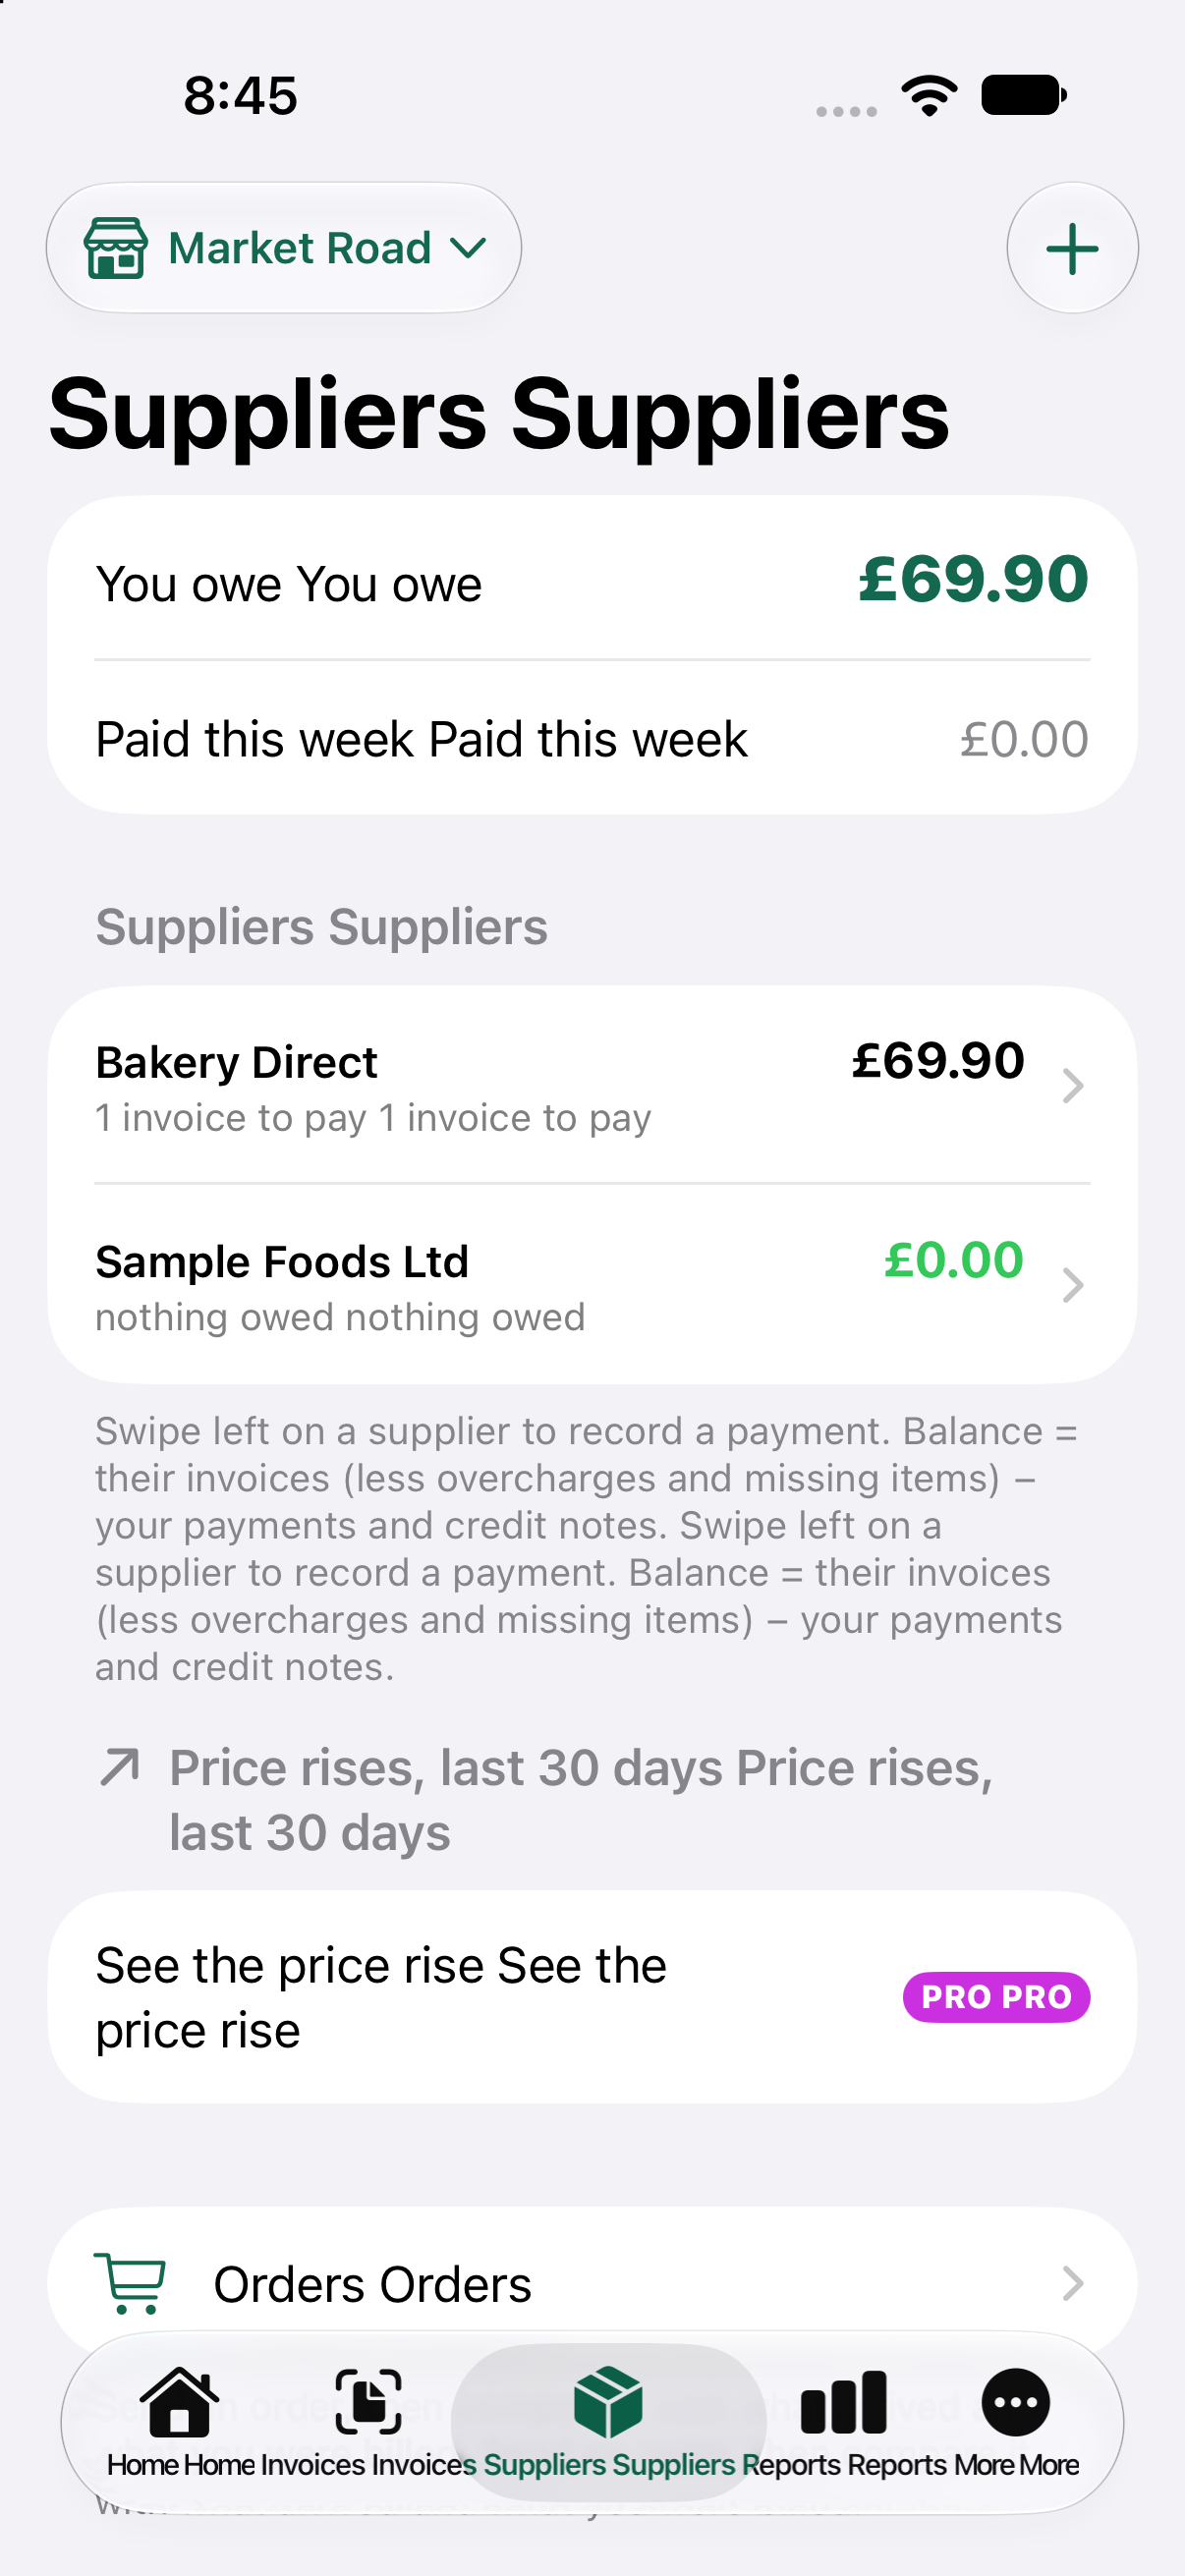 8:45
Market Road
Suppliers Suppliers
You owe You owe
£69.90
Paid this week Paid this week
£0.00
Suppliers Suppliers
Bakery Direct
£69.90
1 invoice to pay 1 invoice to pay
Sample Foods Ltd
£0.00
nothing owed nothing owed
Swipe left on a supplier to record a payment. Balance =
their invoices (less overcharges and missing items) –
your payments and credit notes. Swipe left on a
supplier to record a payment. Balance = their invoices
(less overcharges and missing items) – your payments
and credit notes.
Price rises, last 30 days Price rises,
last 30 days
See the price rise See the
price rise
PRO PRO
Orders Orders
Home Home Invoices Invoices Suppliers Suppliers Reports Reports More More